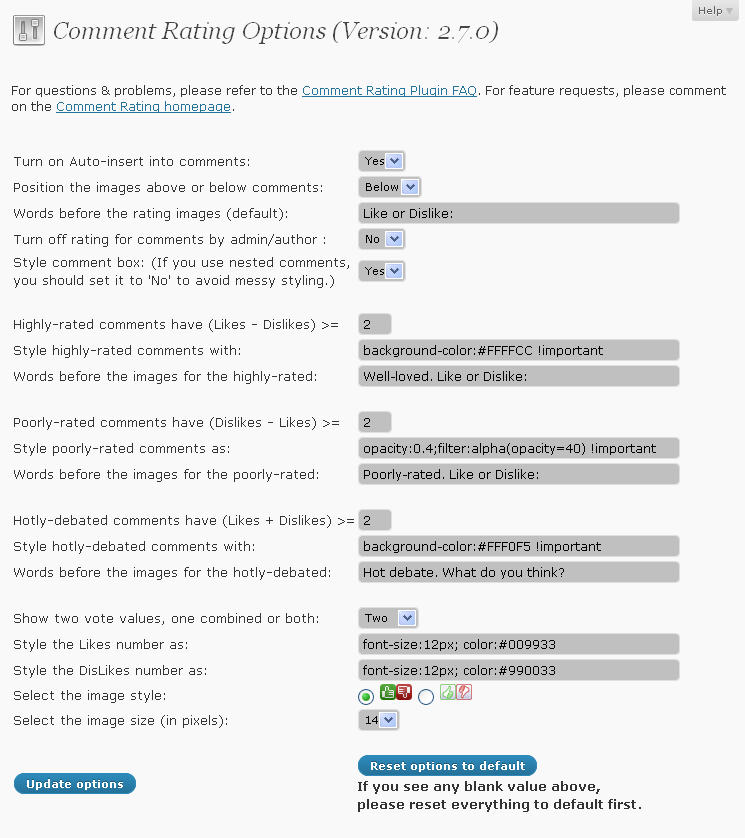 Help
Comment Rating Options (Version: 2.7.0)
For questions & problems, please refer to the Comment Rating Plugin FAQ. For feature requests, please comment
on the Comment Rating homepage.
Turn on Auto-insert into comments: Yes
Position the images above or below comments: Below
Words before the rating images (default): Like or Dislike:
Turn off rating for comments by admin/author : No
Style comment box: (If you use nested comments,
you should set it to 'No' to avoid messy styling.) Yes
Highly-rated comments have (Likes - Dislikes) >= 2
Style highly-rated comments with: background-color:#FFFFCC !important
Words before the images for the highly-rated: Well-loved. Like or Dislike:
Poorly-rated comments have (Dislikes - Likes) >= 2
Style poorly-rated comments as: opacity:0.4;filter:alpha(opacity=40) !important
Words before the images for the poorly-rated: Poorly-rated. Like or Dislike:
Hotly-debated comments have (Likes + Dislikes) >= 2
Style hotly-debated comments with: background-color:#FFF0F5 !important
Words before the images for the hotly-debated: Hot debate. What do you think?
Show two vote values, one combined or both: Two
Style the Likes number as: font-size:12px; color:#009933
Style the DisLikes number as: font-size:12px; color:#990033
Select the image style:
Select the image size (in pixels): 14
Update options
Reset options to default
If you see any blank value above,
please reset everything to default first.